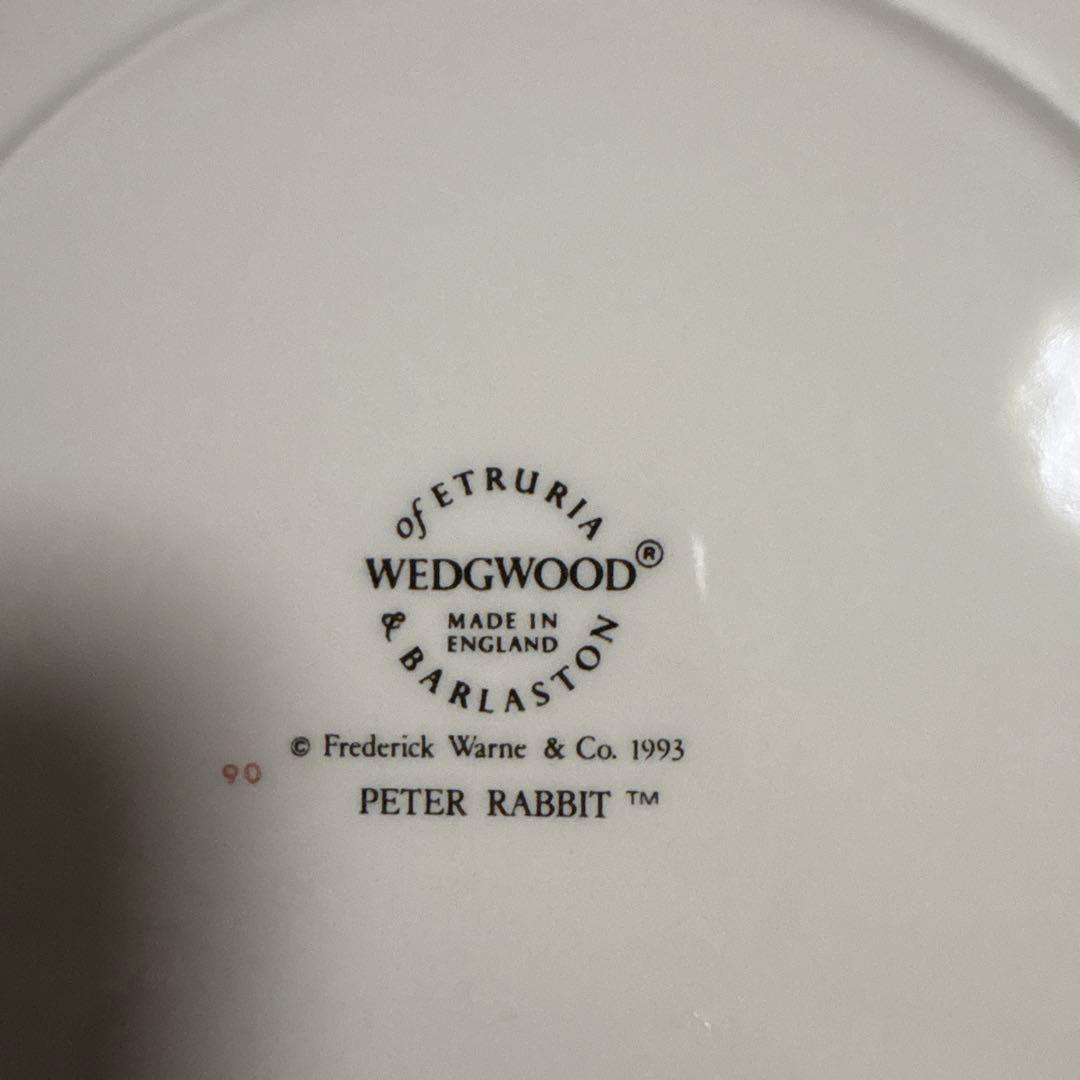 of ETRURIA
WEDGWOOD®
MADE IN
ENGLAND
& BARLASTON
© Frederick Warne & Co. 1993
90
PETER RABBIT ™